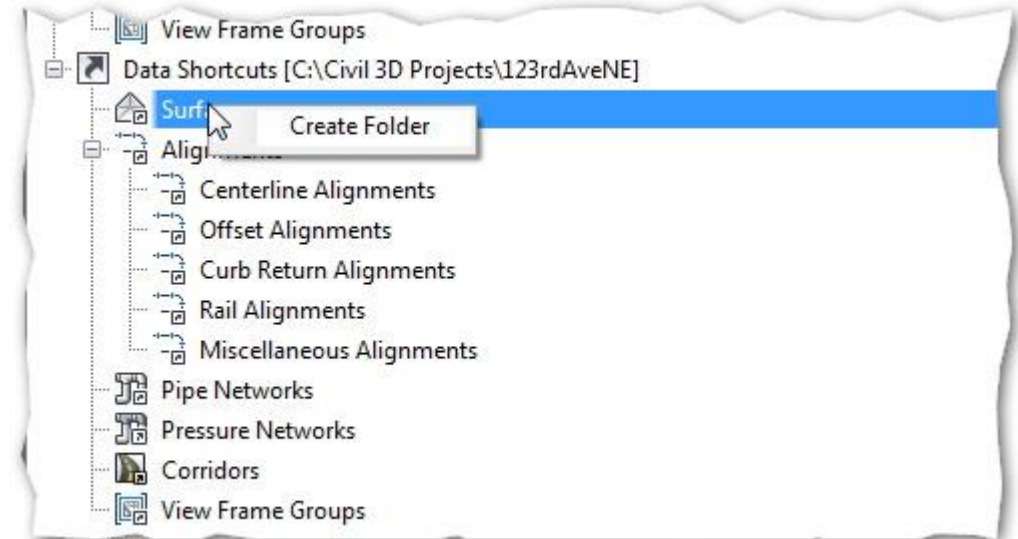 View Frame Groups
Data Shortcuts [C:\Civil 3D Projects\123rdAveNE]
Surf
Create Folder
Alig
Centerline Alignments
Offset Alignments
Curb Return Alignments
Rail Alignments
Miscellaneous Alignments
Pipe Networks
Pressure Networks
Corridors
View Frame Groups